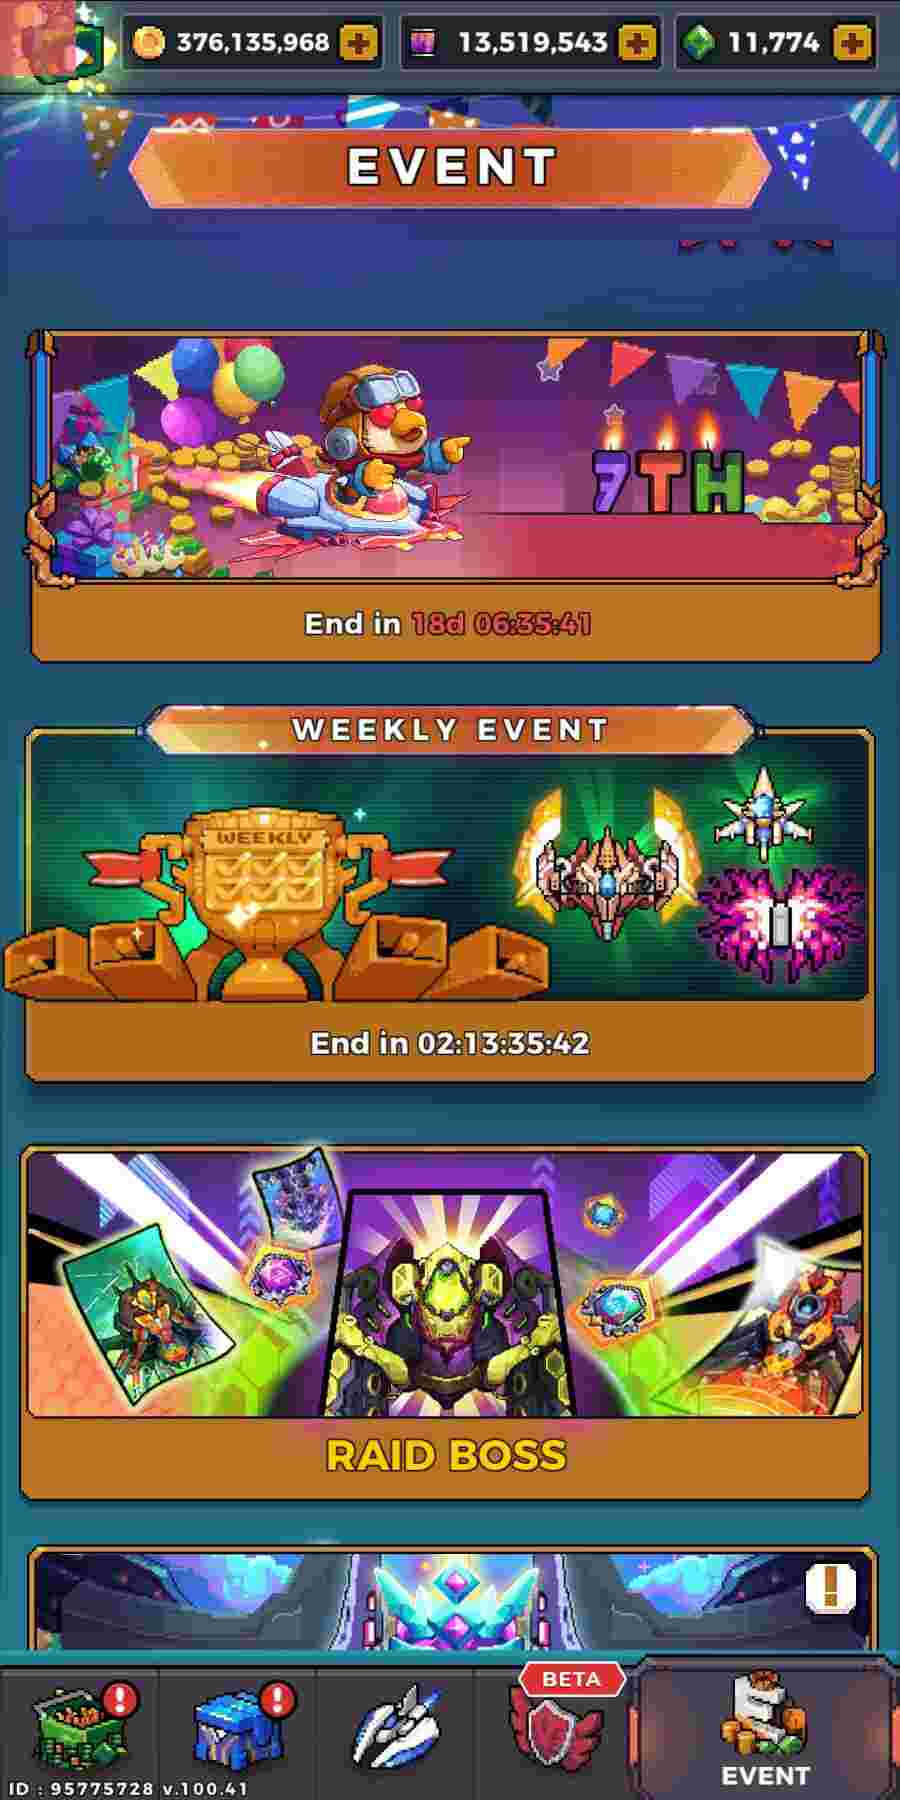 376,135,968
13,519,543
11,774
EVENT
7TH
End in 18d 06:35:41
WEEKLY EVENT
WEEKLY
End in 02:13:35:42
RAID BOSS
BETA
EVENT
ID : 95775728 v.100.41